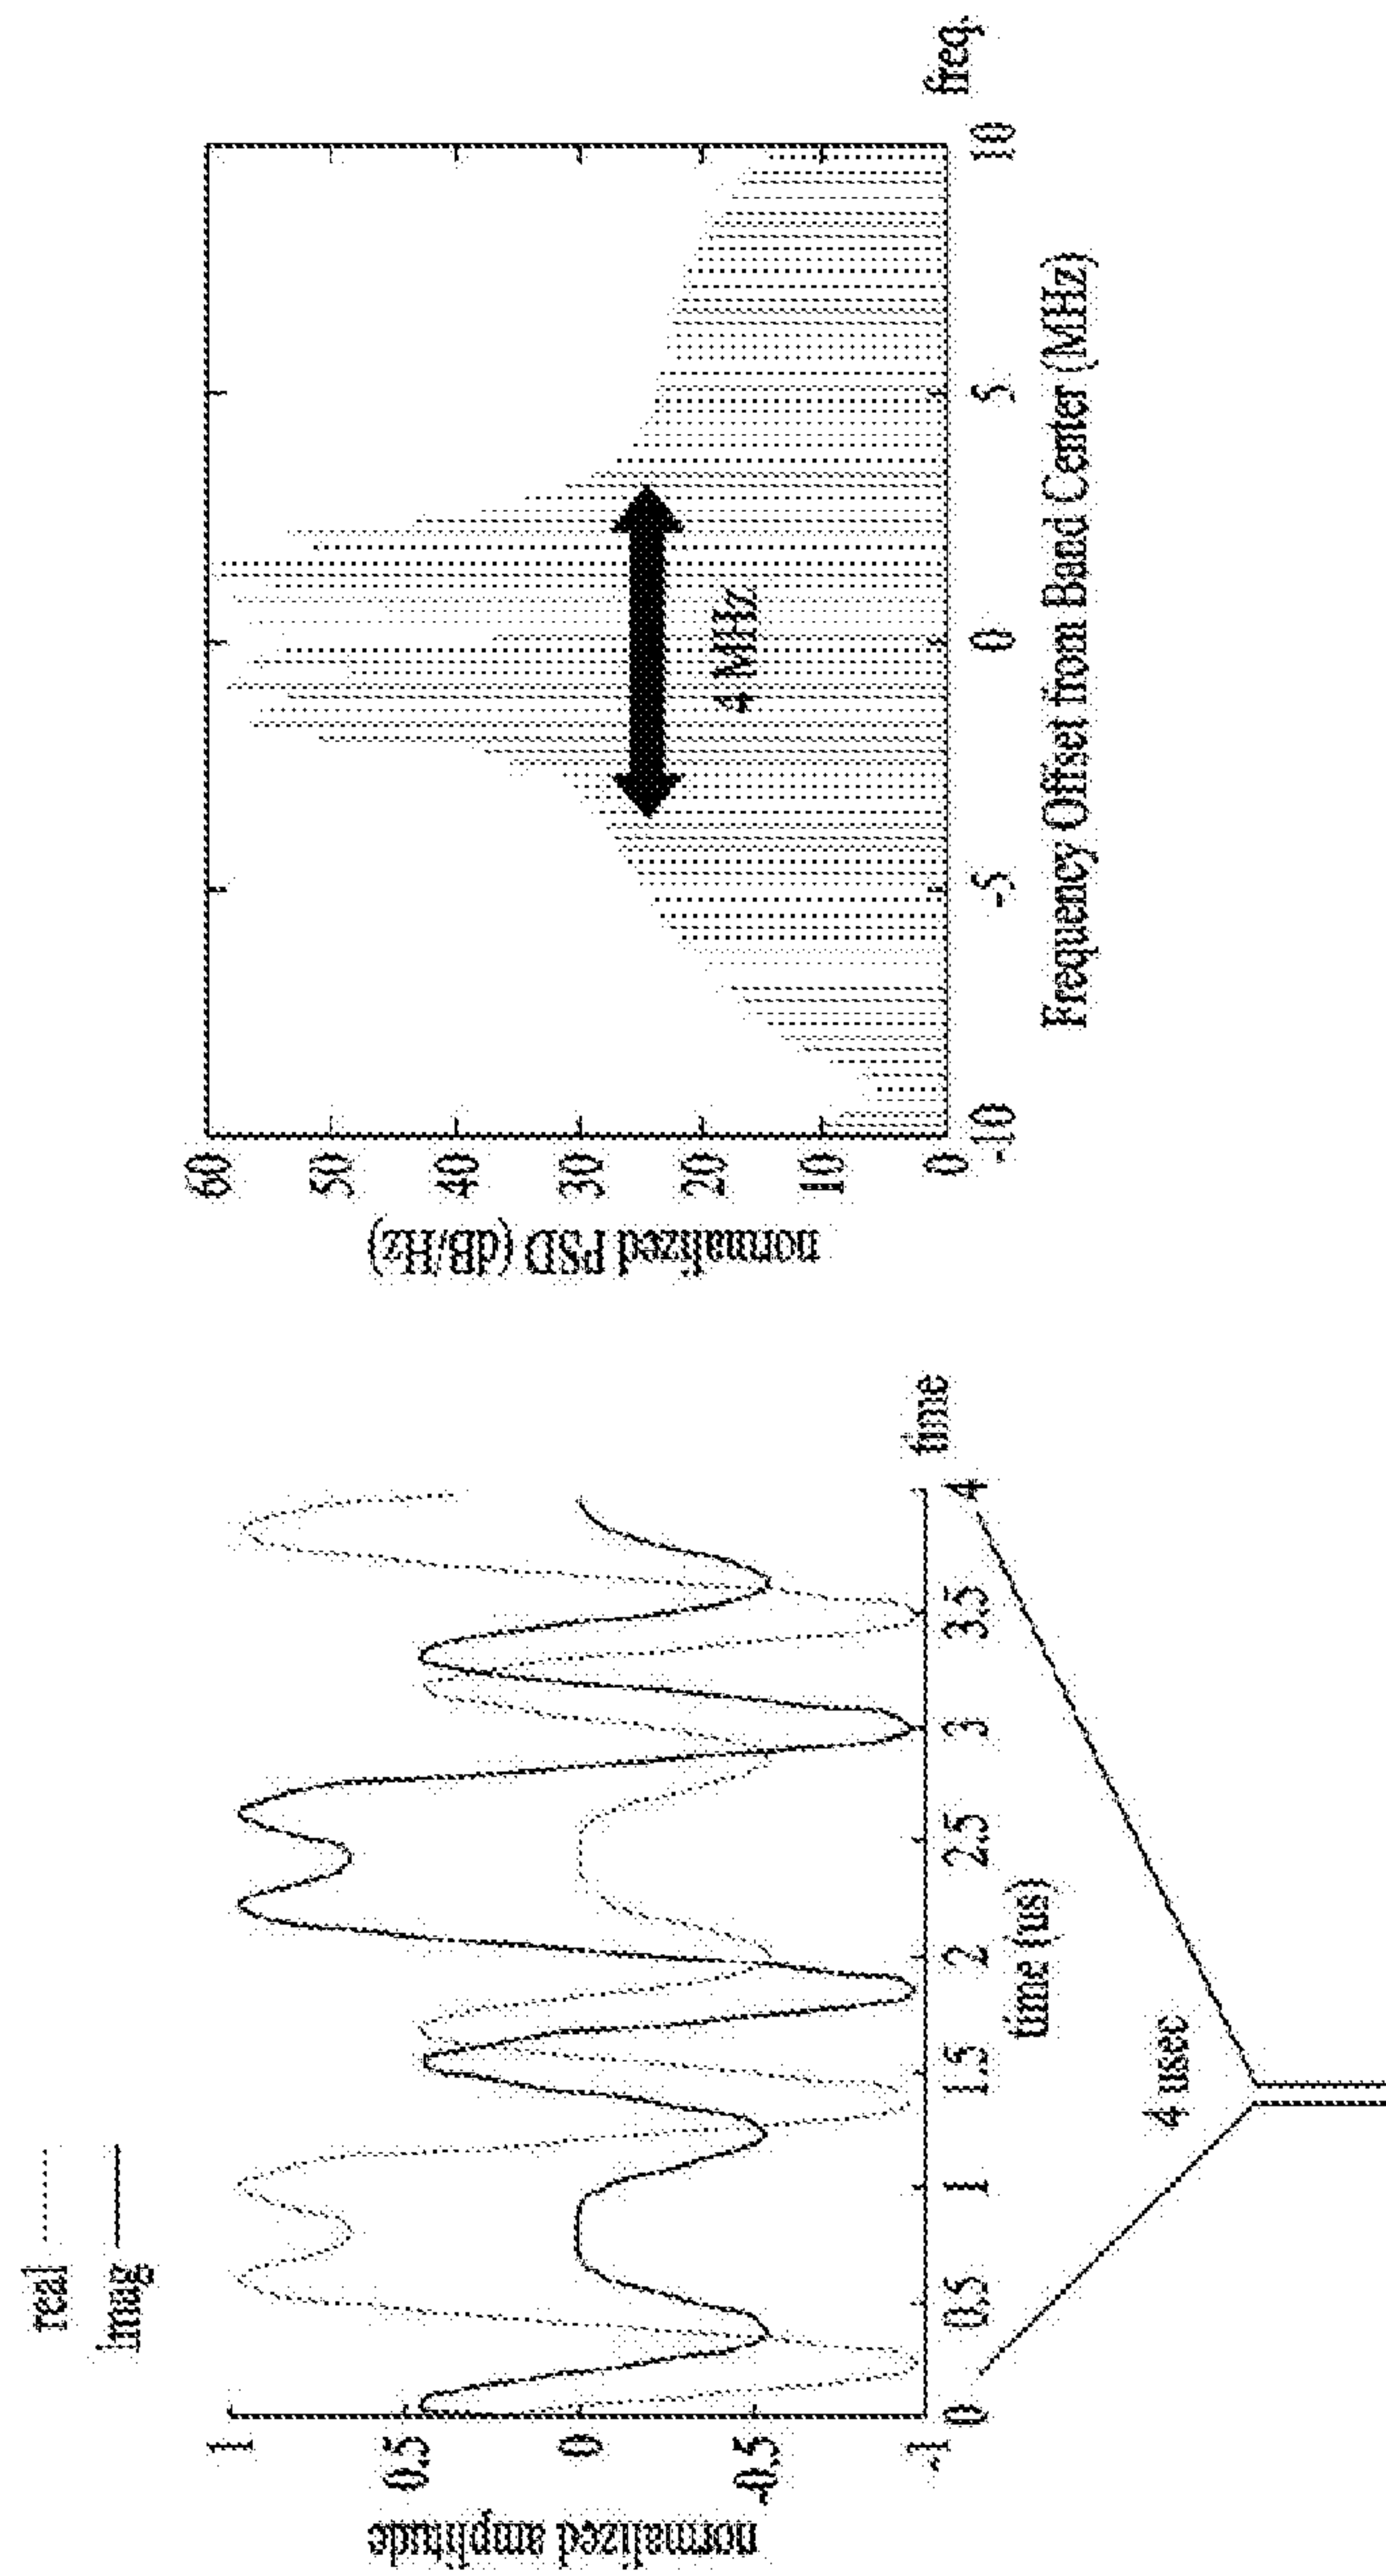 real
imag
normalized amplitude
1
0.5
0
-0.5
-1
0 0.5 1 1.5 2 2.5 3 3.5 4
time
time (us)
4 usec
normalized PSD (dB/Hz)
60
50
40
30
20
10
0
-10 -5 0 5 10
freq.
4 MHz
Frequency Offset from Band Center (MHz)